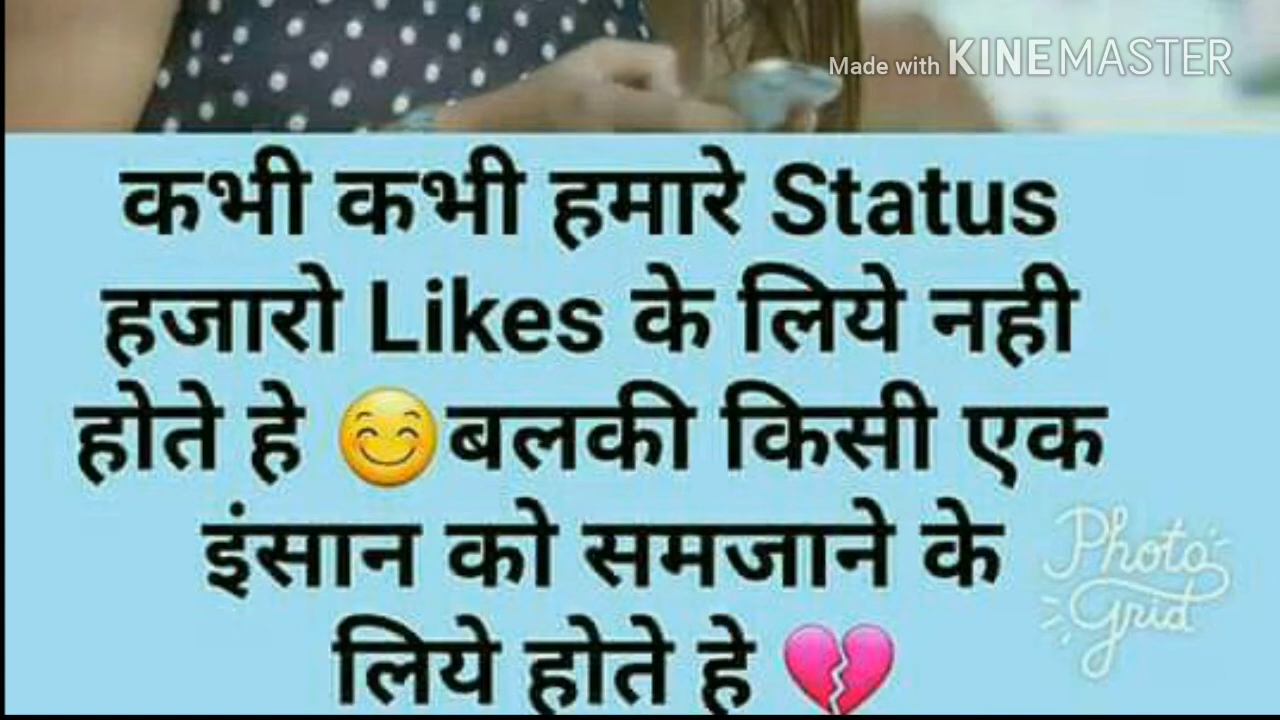 Made with KINEMASTER
कभी कभी हमारे Status
हजारो Likes के लिये नही
होते हे 😊बलकी किसी एक
इंसान को समजाने के
लिये होते हे 💔
Photo
Grid